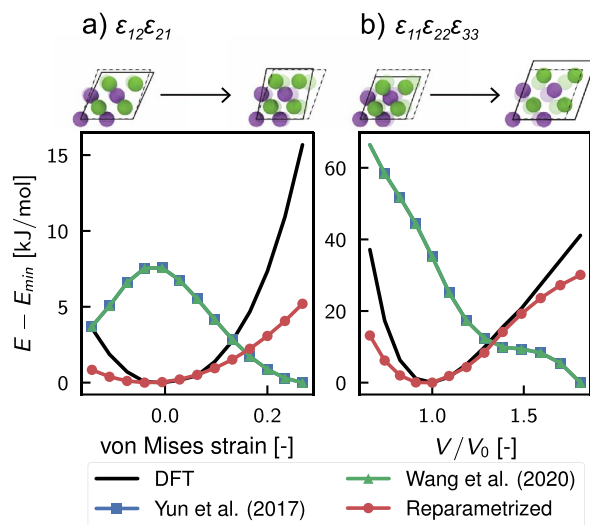 a) ε₁₂ε₂₁
b) ε₁₁ε₂₂ε₃₃
E − Eₘᵢₙ [kJ/mol]
15
10
5
0
60
40
20
0
0.0 0.2
1.0 1.5
von Mises strain [-]
V/V₀ [-]
DFT
Wang et al. (2020)
Yun et al. (2017)
Reparametrized